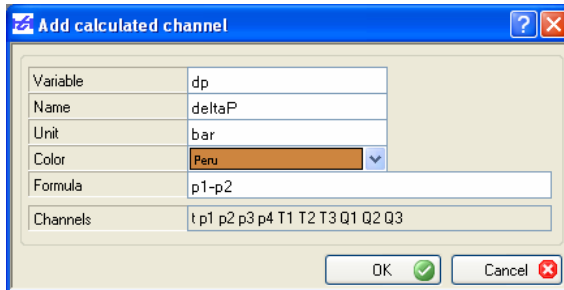 Add calculated channel
Variable dp
Name deltaP
Unit bar
Color Peru
Formula p1-p2
Channels t p1 p2 p3 p4 T1 T2 T3 Q1 Q2 Q3
OK Cancel